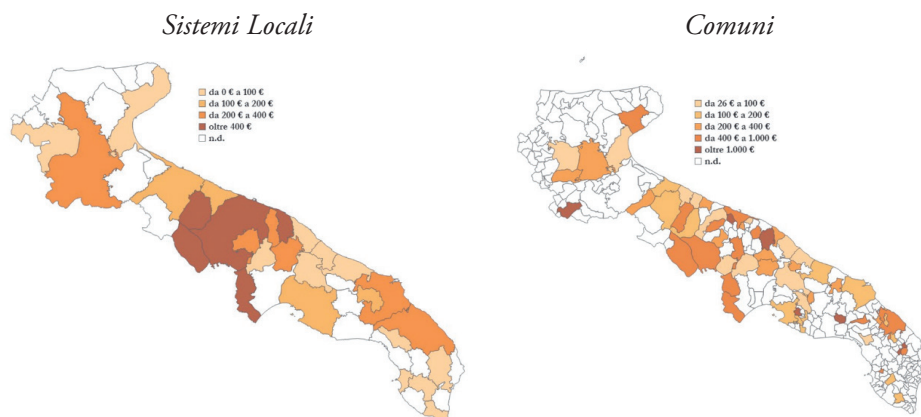 Sistemi Locali
da 0 € a 100 €
da 100 € a 200 €
da 200 € a 400 €
oltre 400 €
n.d.
Comuni
da 26 € a 100 €
da 100 € a 200 €
da 200 € a 400 €
da 400 € a 1.000 €
oltre 1.000 €
n.d.